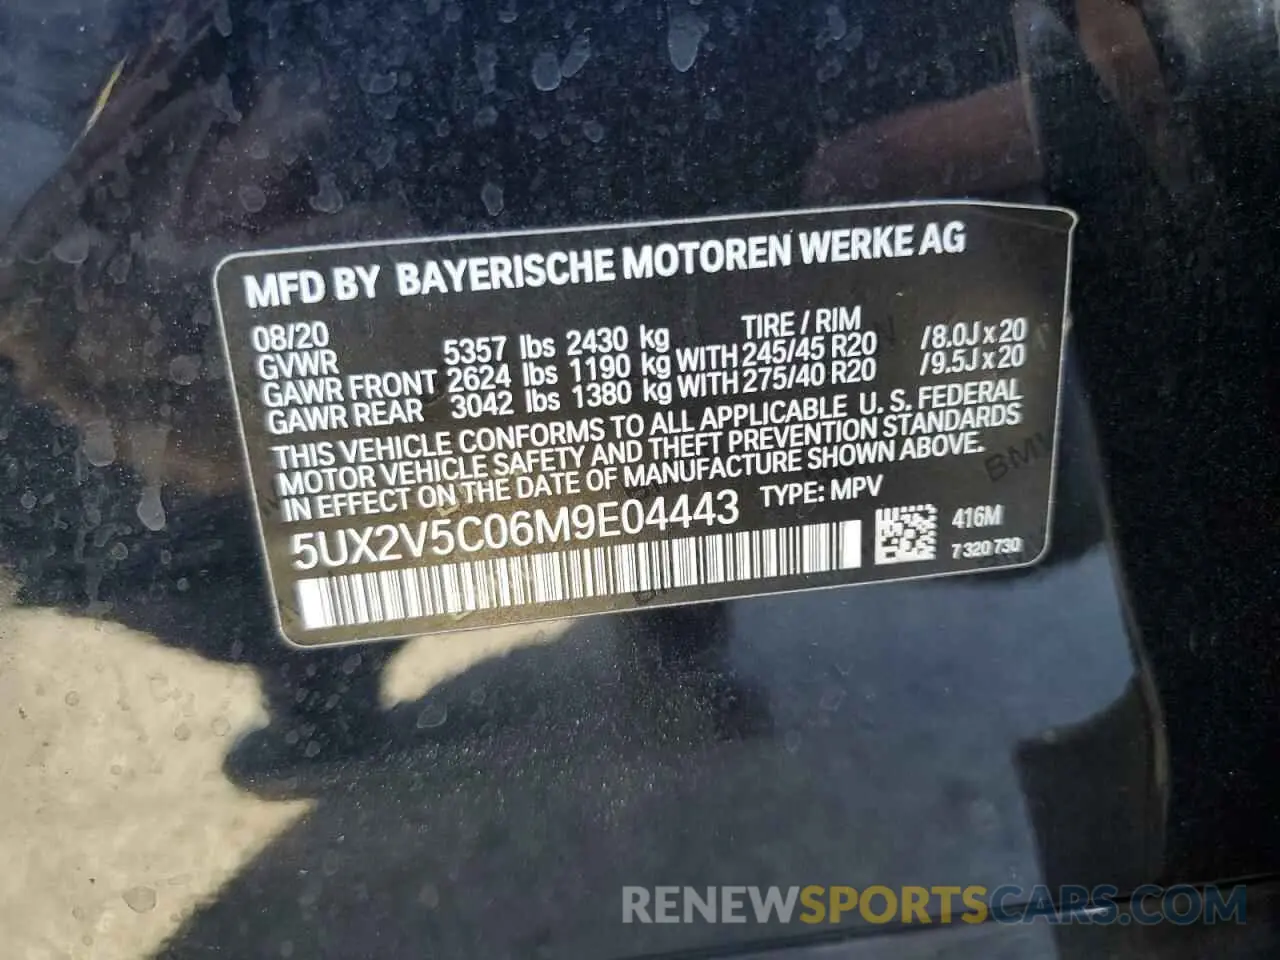 MFD BY BAYERISCHE MOTOREN WERKE AG
08/20 TIRE / RIM
GVWR 5357 lbs 2430 kg
GAWR FRONT 2624 lbs 1190 kg WITH 245/45 R20 /8.0J x 20
GAWR REAR 3042 lbs 1380 kg WITH 275/40 R20 /9.5J x 20
THIS VEHICLE CONFORMS TO ALL APPLICABLE U. S. FEDERAL
MOTOR VEHICLE SAFETY AND THEFT PREVENTION STANDARDS
IN EFFECT ON THE DATE OF MANUFACTURE SHOWN ABOVE.
5UX2V5C06M9E04443 TYPE: MPV
416M
7 320 730
RENEWSPORTSCARS.COM